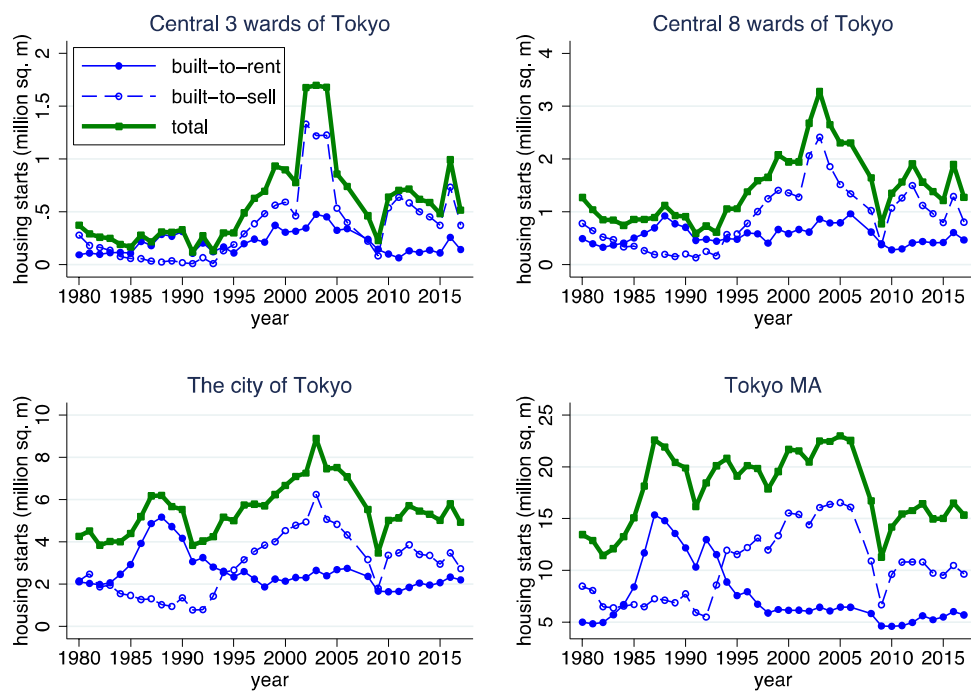 Central 3 wards of Tokyo
housing starts (million sq. m)
0 .5 1 1.5 2
built-to-rent
built-to-sell
total
1980 1985 1990 1995 2000 2005 2010 2015
year
Central 8 wards of Tokyo
housing starts (million sq. m)
0 1 2 3 4
1980 1985 1990 1995 2000 2005 2010 2015
year
The city of Tokyo
housing starts (million sq. m)
0 2 4 6 8 10
1980 1985 1990 1995 2000 2005 2010 2015
year
Tokyo MA
housing starts (million sq. m)
5 10 15 20 25
1980 1985 1990 1995 2000 2005 2010 2015
year